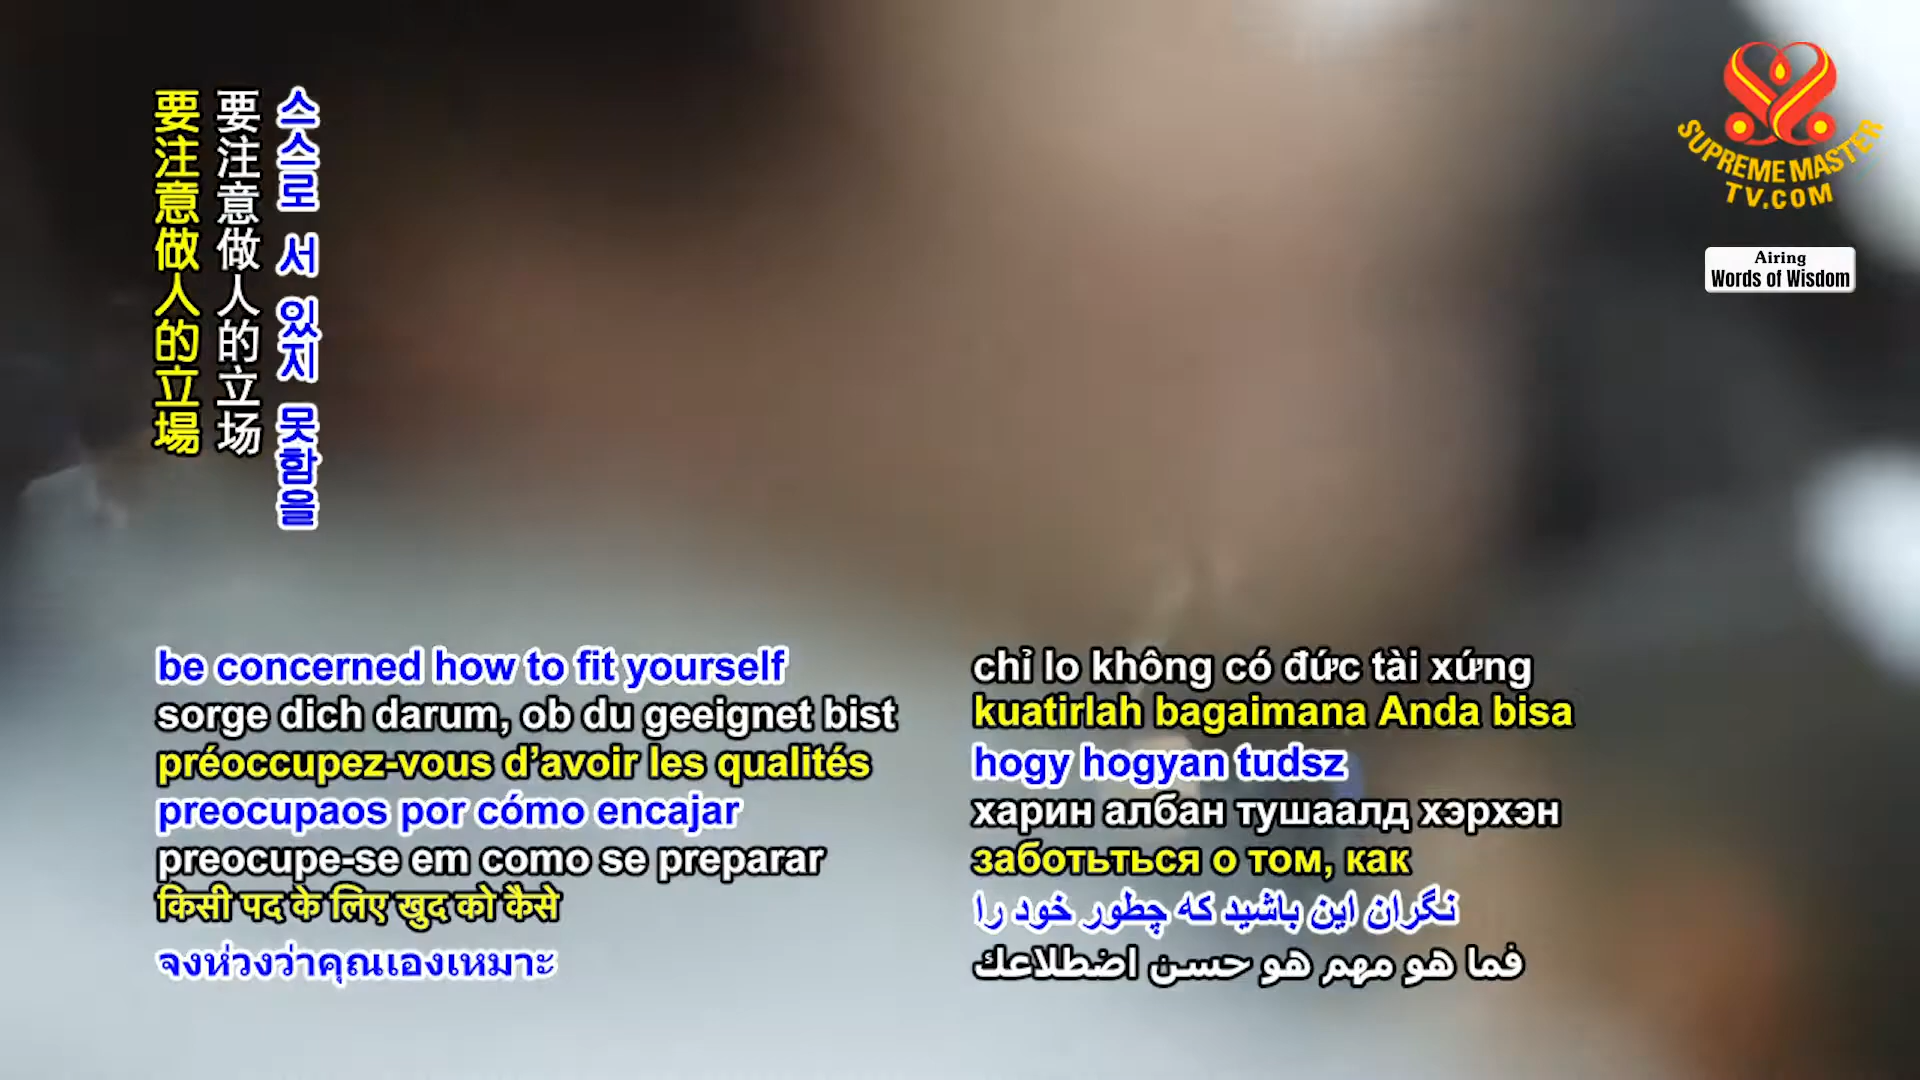 要注意做人的立場
要注意做人的立场
스스로 서 있지 못함을
SUPREME MASTER
TV.COM
Airing
Words of Wisdom
be concerned how to fit yourself
sorge dich darum, ob du geeignet bist
préoccupez-vous d’avoir les qualités
preocupaos por cómo encajar
preocupe-se em como se preparar
किसी पद के लिए खुद को कैसे
จงห่วงว่าคุณเองเหมาะ
chỉ lo không có đức tài xứng
kuatirlah bagaimana Anda bisa
hogy hogyan tudsz
харин албан тушаалд хэрхэн
заботьться о том, как
نگران این باشید که چطور خود را
فما هو مهم هو حسن اضطلاعك